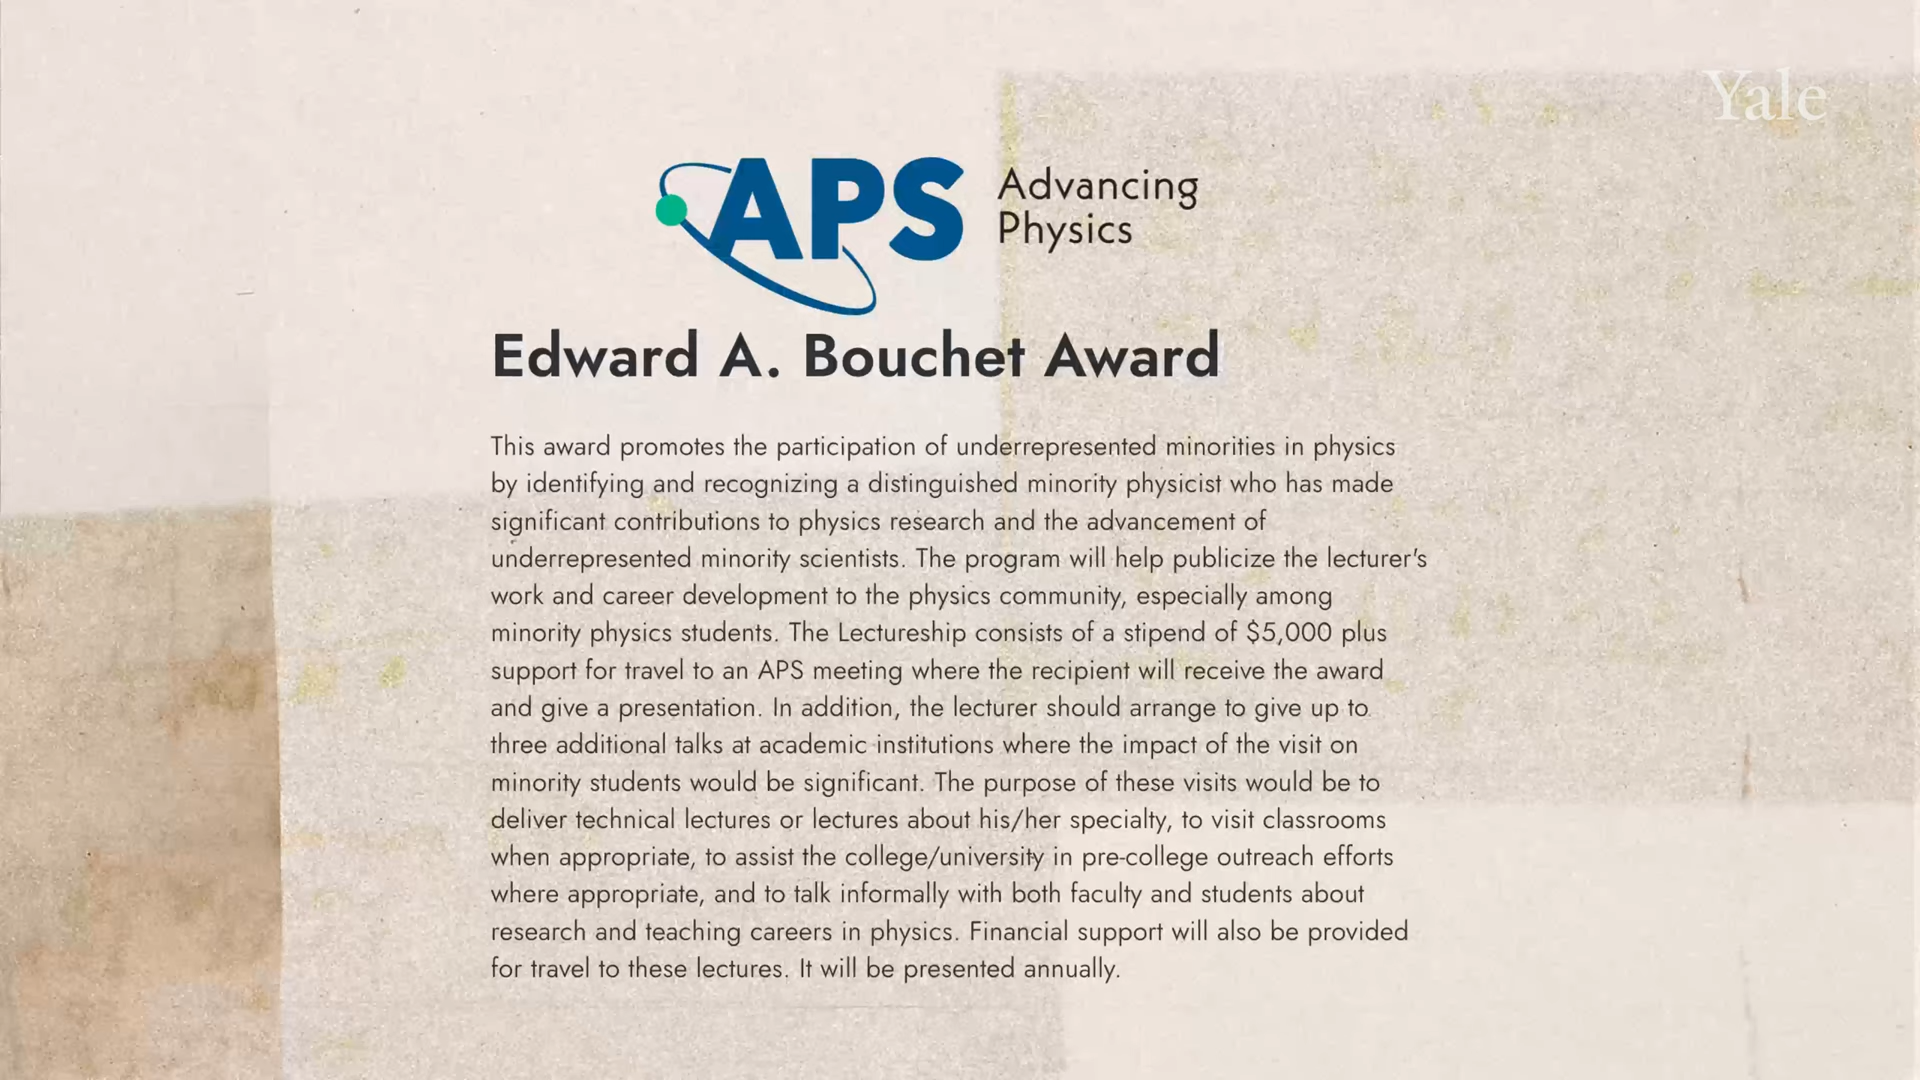 Yale
APS
Advancing
Physics
Edward A. Bouchet Award
This award promotes the participation of underrepresented minorities in physics
by identifying and recognizing a distinguished minority physicist who has made
significant contributions to physics research and the advancement of
underrepresented minority scientists. The program will help publicize the lecturer's
work and career development to the physics community, especially among
minority physics students. The Lectureship consists of a stipend of $5,000 plus
support for travel to an APS meeting where the recipient will receive the award
and give a presentation. In addition, the lecturer should arrange to give up to
three additional talks at academic institutions where the impact of the visit on
minority students would be significant. The purpose of these visits would be to
deliver technical lectures or lectures about his/her specialty, to visit classrooms
when appropriate, to assist the college/university in pre-college outreach efforts
where appropriate, and to talk informally with both faculty and students about
research and teaching careers in physics. Financial support will also be provided
for travel to these lectures. It will be presented annually.